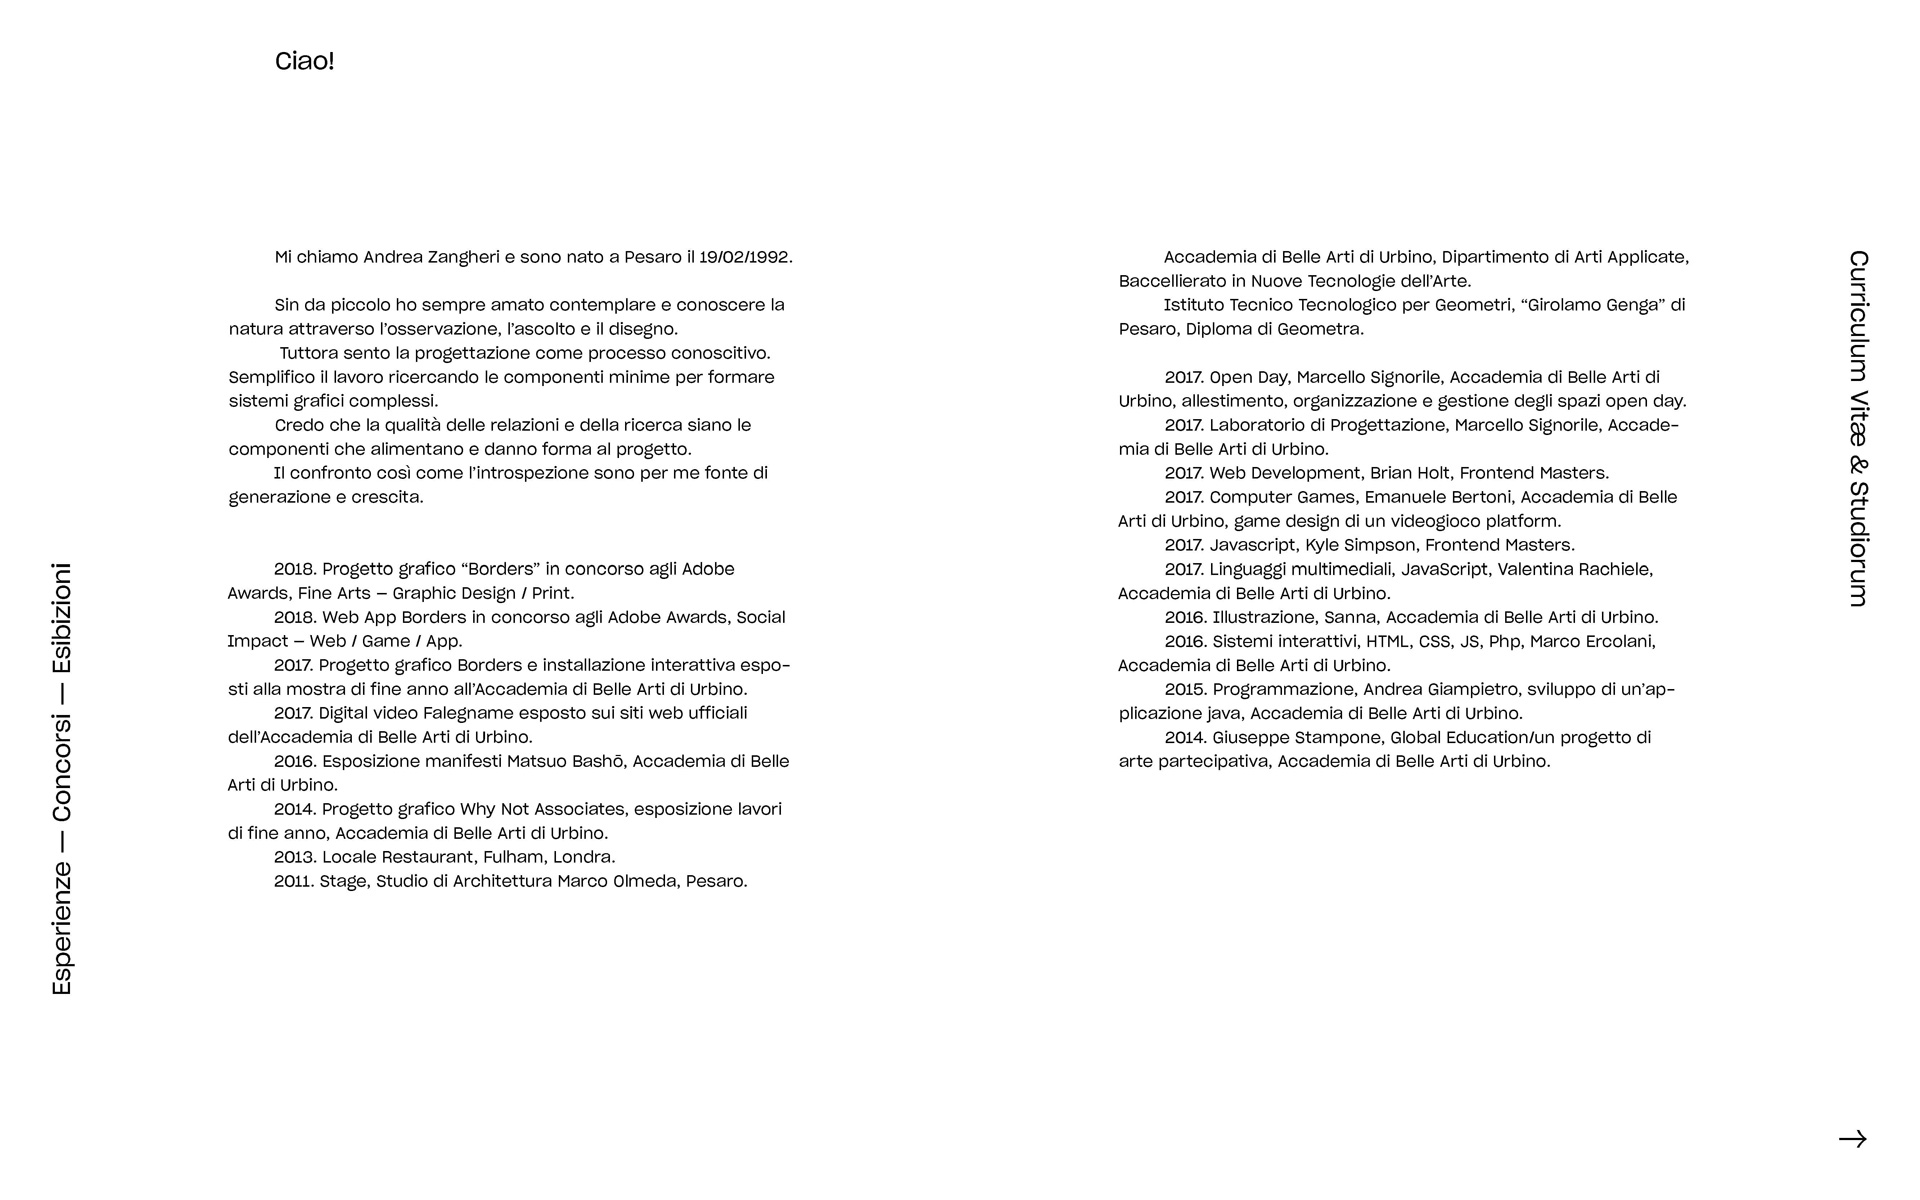 Ciao!
Mi chiamo Andrea Zangheri e sono nato a Pesaro il 19/02/1992.
Sin da piccolo ho sempre amato contemplare e conoscere la
natura attraverso l’osservazione, l’ascolto e il disegno.
Tuttora sento la progettazione come processo conoscitivo.
Semplifico il lavoro ricercando le componenti minime per formare
sistemi grafici complessi.
Credo che la qualità delle relazioni e della ricerca siano le
componenti che alimentano e danno forma al progetto.
Il confronto così come l’introspezione sono per me fonte di
generazione e crescita.
Esperienze — Concorsi — Esibizioni
2018. Progetto grafico “Borders” in concorso agli Adobe
Awards, Fine Arts – Graphic Design / Print.
2018. Web App Borders in concorso agli Adobe Awards, Social
Impact – Web / Game / App.
2017. Progetto grafico Borders e installazione interattiva espo-
sti alla mostra di fine anno all’Accademia di Belle Arti di Urbino.
2017. Digital video Falegname esposto sui siti web ufficiali
dell’Accademia di Belle Arti di Urbino.
2016. Esposizione manifesti Matsuo Bashō, Accademia di Belle
Arti di Urbino.
2014. Progetto grafico Why Not Associates, esposizione lavori
di fine anno, Accademia di Belle Arti di Urbino.
2013. Locale Restaurant, Fulham, Londra.
2011. Stage, Studio di Architettura Marco Olmeda, Pesaro.
Curriculum Vitæ & Studiorum
Accademia di Belle Arti di Urbino, Dipartimento di Arti Applicate,
Baccellierato in Nuove Tecnologie dell’Arte.
Istituto Tecnico Tecnologico per Geometri, “Girolamo Genga” di
Pesaro, Diploma di Geometra.
2017. Open Day, Marcello Signorile, Accademia di Belle Arti di
Urbino, allestimento, organizzazione e gestione degli spazi open day.
2017. Laboratorio di Progettazione, Marcello Signorile, Accade-
mia di Belle Arti di Urbino.
2017. Web Development, Brian Holt, Frontend Masters.
2017. Computer Games, Emanuele Bertoni, Accademia di Belle
Arti di Urbino, game design di un videogioco platform.
2017. Javascript, Kyle Simpson, Frontend Masters.
2017. Linguaggi multimediali, JavaScript, Valentina Rachiele,
Accademia di Belle Arti di Urbino.
2016. Illustrazione, Sanna, Accademia di Belle Arti di Urbino.
2016. Sistemi interattivi, HTML, CSS, JS, Php, Marco Ercolani,
Accademia di Belle Arti di Urbino.
2015. Programmazione, Andrea Giampietro, sviluppo di un’ap-
plicazione java, Accademia di Belle Arti di Urbino.
2014. Giuseppe Stampone, Global Education/un progetto di
arte partecipativa, Accademia di Belle Arti di Urbino.
→